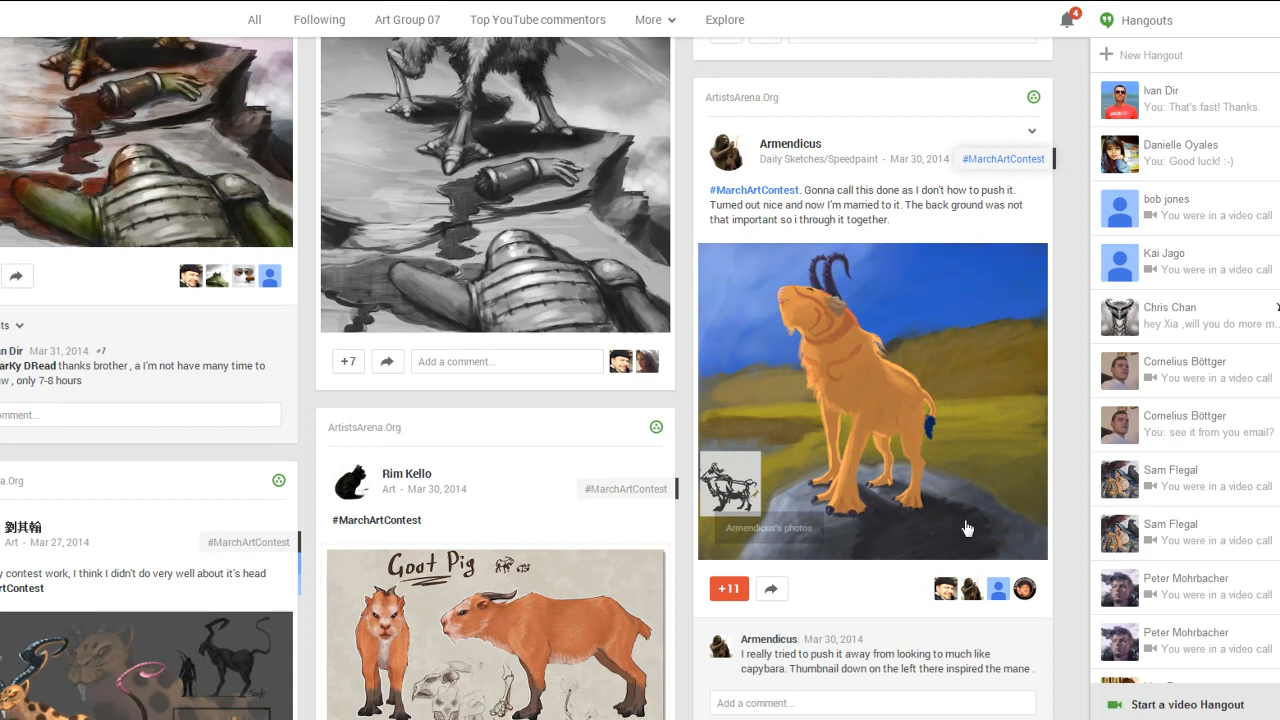 All Following Art Group 07 Top YouTube commentors More Explore
4
Hangouts
ts
n Dir Mar 31, 2014 +1
arKy DRead thanks brother , a I'm not have many time to
w , only 7-8 hours
omment...
a.Org
劉其翰
Art - Mar 27, 2014
#MarchArtContest
y contest work, I think I didn't do very well about it's head
rtContest
+7
Add a comment...
ArtistsArena.Org
Rim Kello
Art - Mar 30, 2014
#MarchArtContest
#MarchArtContest
Goat Pig
ArtistsArena.Org
Armendicus
Daily Sketches/Speedpaint - Mar 30, 2014
#MarchArtContest
#MarchArtContest. Gonna call this done as I don't how to push it.
Turned out nice and now I'm married to it. The back ground was not
that important so i through it together.
Armendicus's photos
+11
Armendicus Mar 30, 2014
I really tried to push it away from looking to much like
capybara. Thumbnail down on the left there inspired the mane .
Add a comment...
New Hangout
Ivan Dir
You: That's fast! Thanks.
Danielle Oyales
You: Good luck! :-)
bob jones
You were in a video call
Kai Jago
You were in a video call
Chris Chan
hey Xia ,will you do more m...
Cornelius Böttger
You were in a video call
Cornelius Böttger
You: see it from you email?
Sam Flegal
You were in a video call
Sam Flegal
You were in a video call
Peter Mohrbacher
You were in a video call
Peter Mohrbacher
You were in a video call
Start a video Hangout